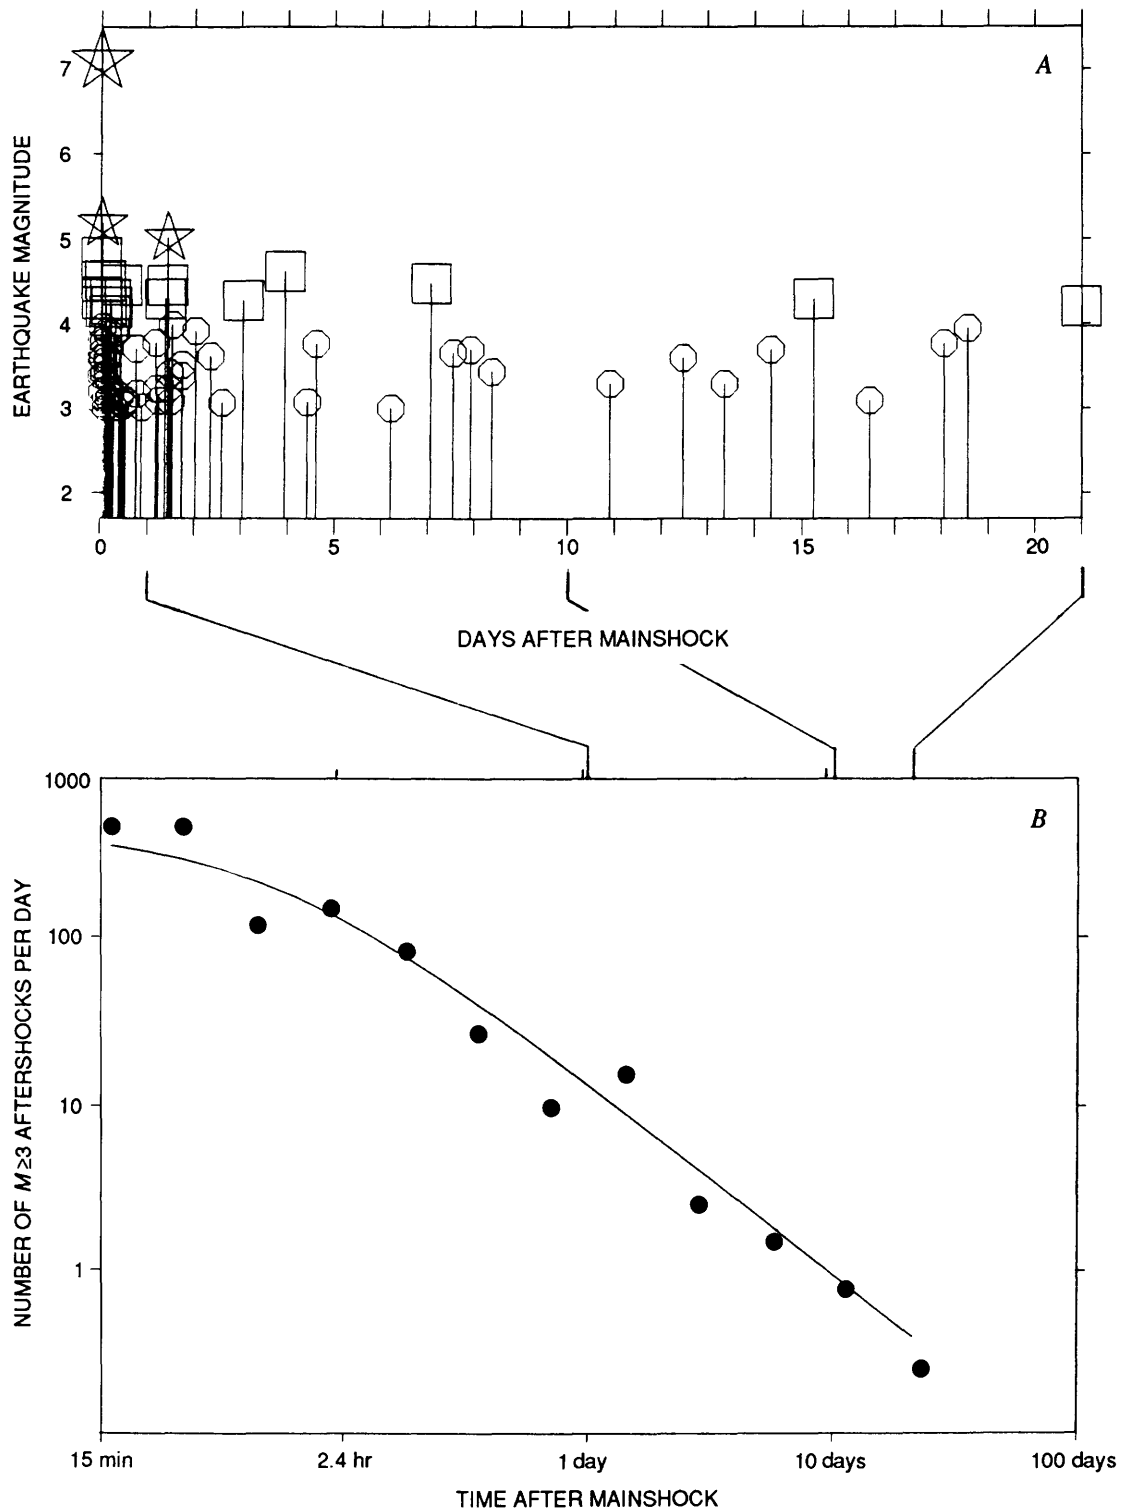 A
7
6
5
4
3
2
EARTHQUAKE MAGNITUDE
0 5 10 15 20
DAYS AFTER MAINSHOCK
B
1000
100
10
1
NUMBER OF M≥3 AFTERSHOCKS PER DAY
15 min 2.4 hr 1 day 10 days 100 days
TIME AFTER MAINSHOCK